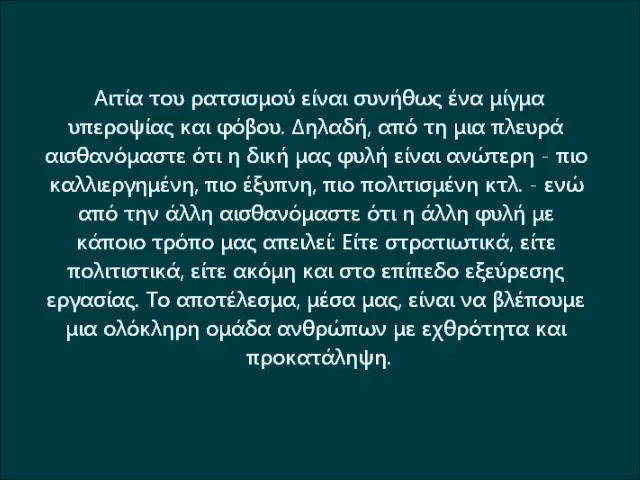 Αιτία του ρατσισμού είναι συνήθως ένα μίγμα
υπεροψίας και φόβου. Δηλαδή, από τη μια πλευρά
αισθανόμαστε ότι η δική μας φυλή είναι ανώτερη - πιο
καλλιεργημένη, πιο έξυπνη, πιο πολιτισμένη κτλ. - ενώ
από την άλλη αισθανόμαστε ότι η άλλη φυλή με
κάποιο τρόπο μας απειλεί: Είτε στρατιωτικά, είτε
πολιτιστικά, είτε ακόμη και στο επίπεδο εξεύρεσης
εργασίας. Το αποτέλεσμα, μέσα μας, είναι να βλέπουμε
μια ολόκληρη ομάδα ανθρώπων με εχθρότητα και
προκατάληψη.